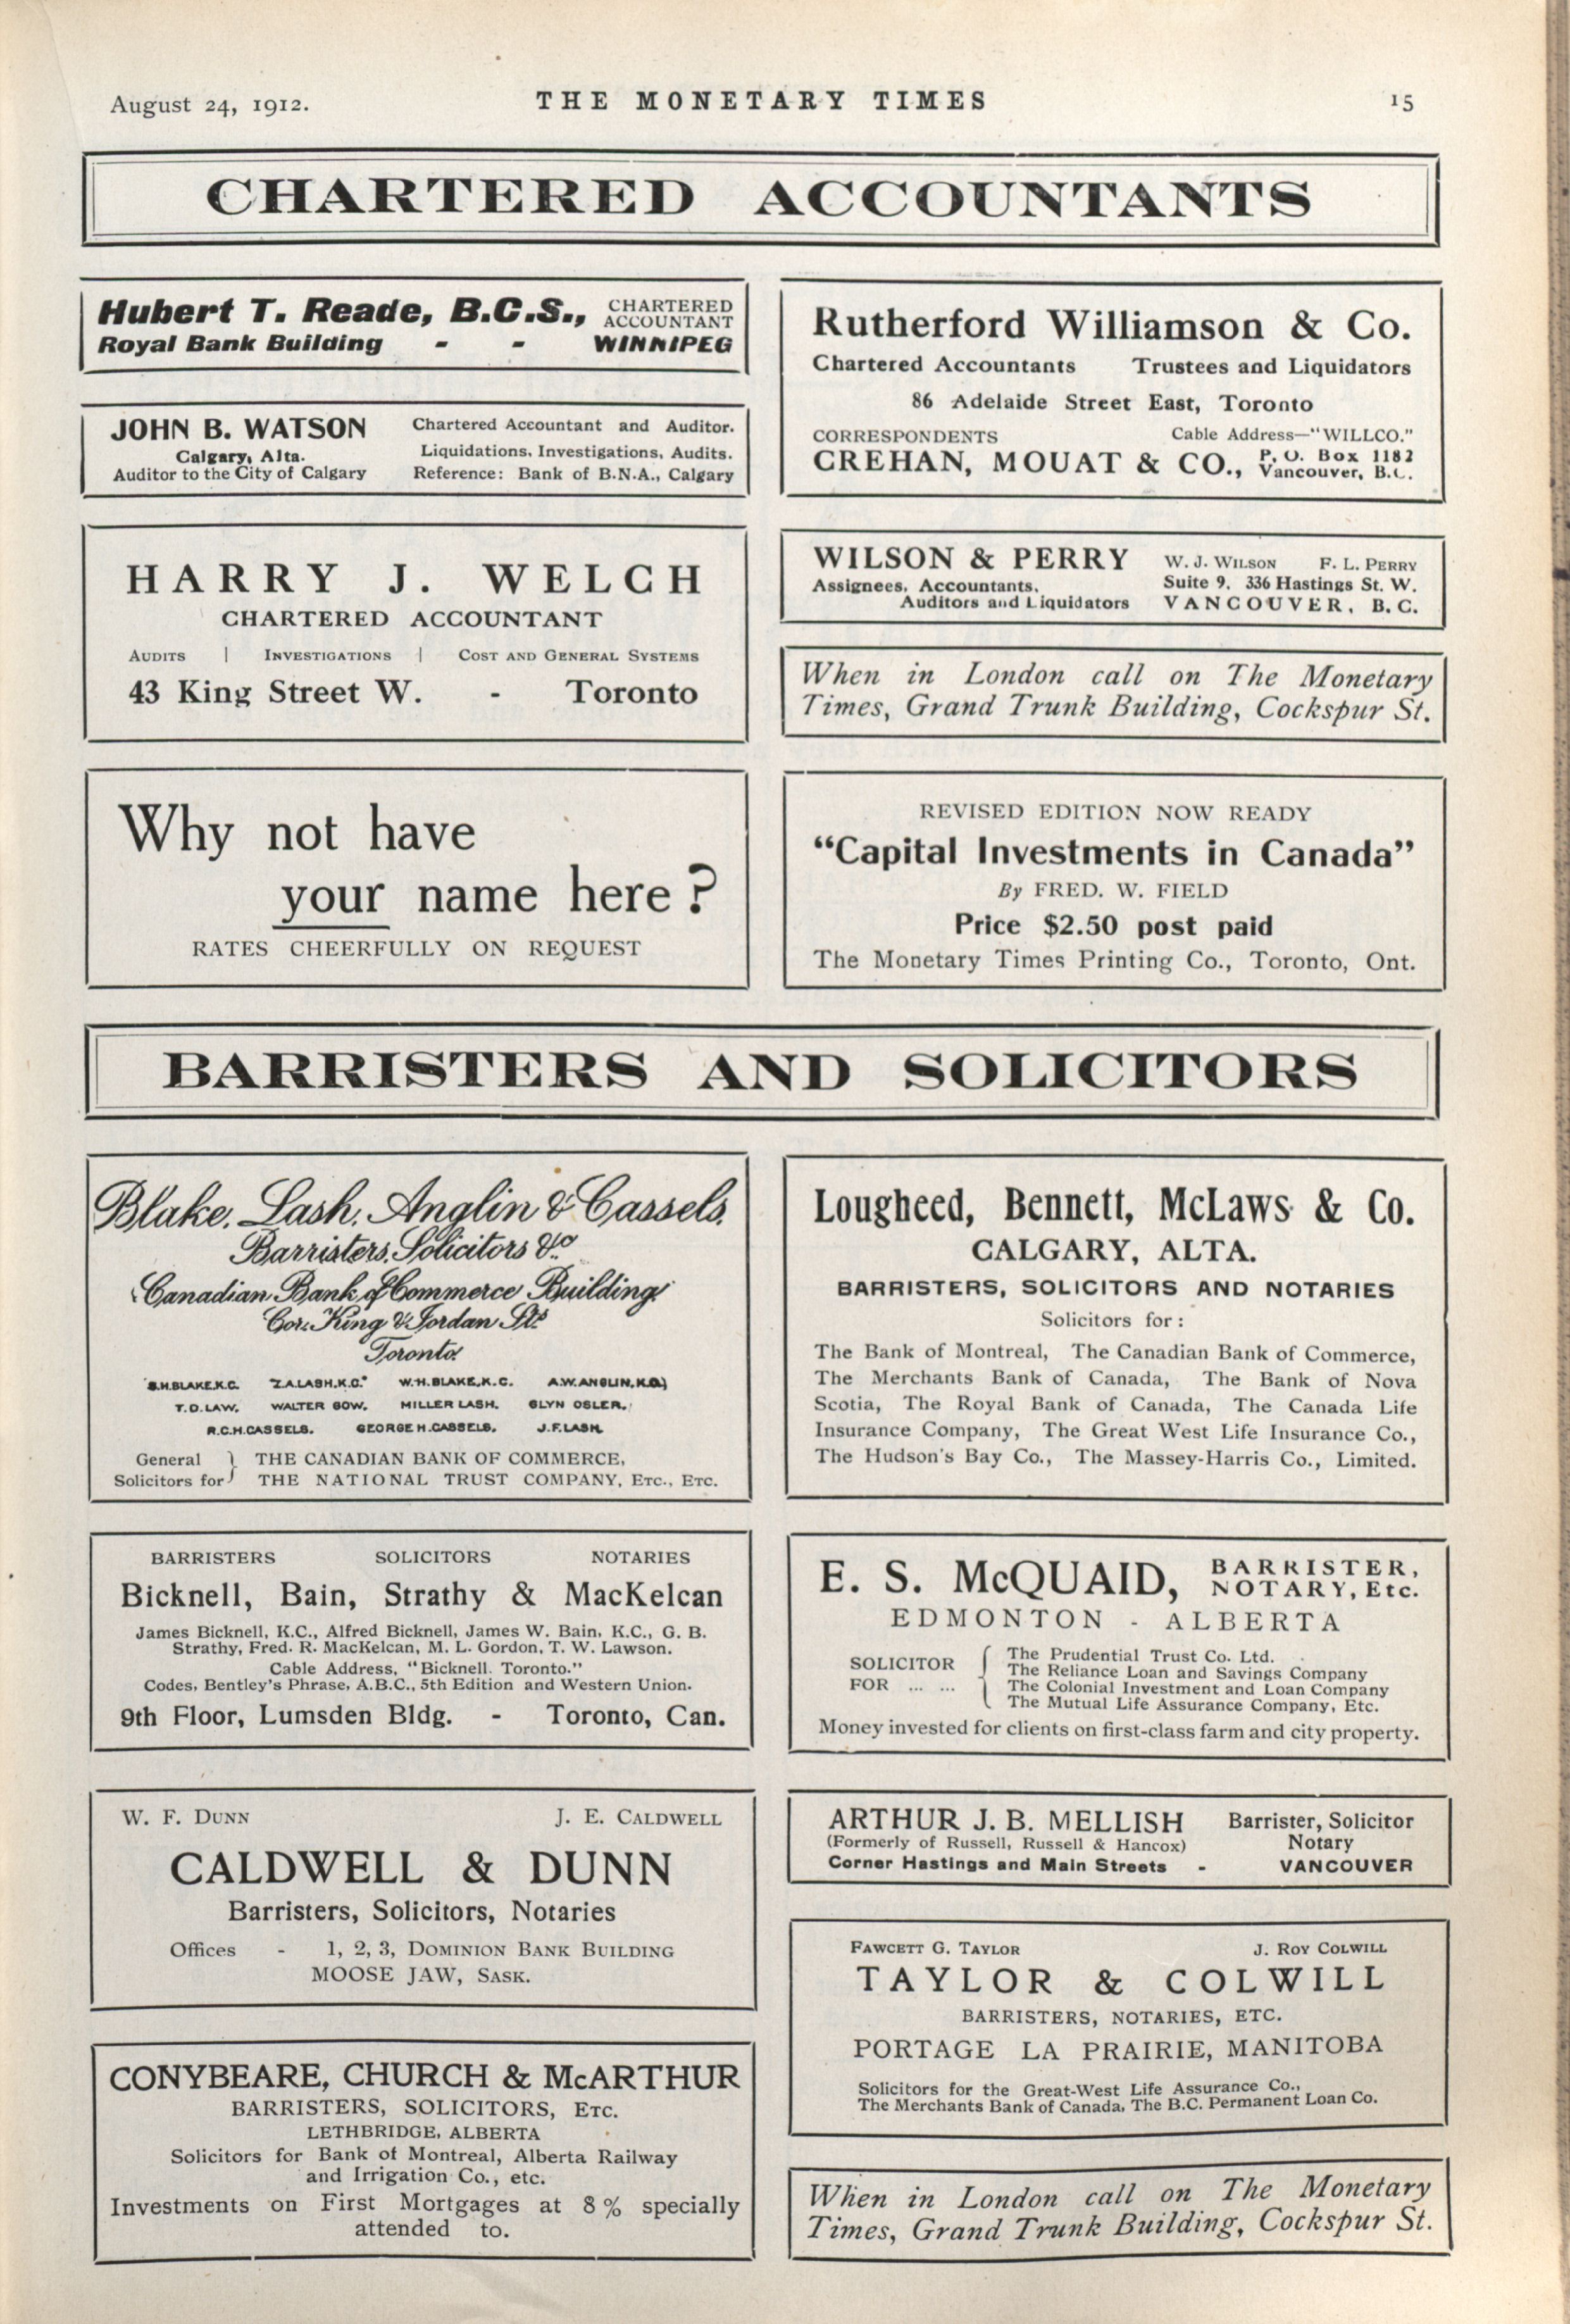 August 24, 1912.
THE MONETARY TIMES
15
CHARTERED ACCOUNTANTS
Hubert T. Reade, B.C.S., CHARTERED
ACCOUNTANT
Royal Bank Building - - WINNIPEG
JOHN B. WATSON
Calgary, Alta.
Auditor to the City of Calgary
Chartered Accountant and Auditor.
Liquidations, Investigations, Audits.
Reference: Bank of B.N.A., Calgary
HARRY J. WELCH
CHARTERED ACCOUNTANT
AUDITS | INVESTIGATIONS | COST AND GENERAL SYSTEMS
43 King Street W. - Toronto
Why not have
your name here?
RATES CHEERFULLY ON REQUEST
Rutherford Williamson & Co.
Chartered Accountants Trustees and Liquidators
86 Adelaide Street East, Toronto
CORRESPONDENTS Cable Address—"WILLCO."
CREHAN, MOUAT & CO., P. O. Box 1182
Vancouver, B.C.
WILSON & PERRY
Assignees, Accountants,
Auditors and Liquidators
W. J. WILSON F. L. PERRY
Suite 9, 336 Hastings St. W.
VANCOUVER, B. C.
When in London call on The Monetary
Times, Grand Trunk Building, Cockspur St.
REVISED EDITION NOW READY
"Capital Investments in Canada"
By FRED. W. FIELD
Price $2.50 post paid
The Monetary Times Printing Co., Toronto, Ont.
BARRISTERS AND SOLICITORS
Blake, Lash, Anglin & Cassels,
Barristers, Solicitors &c
Canadian Bank of Commerce Building
Cor. King & Jordan Sts
Toronto
S.H.BLAKE,K.C. Z.A.LASH,K.C. W.H.BLAKE,K.C. A.W.ANGLIN,K.C.
T.D.LAW. WALTER GOW. MILLER LASH. GLYN OSLER.
R.C.H.CASSELS. GEORGE H.CASSELS. J.F.LASH.
General } THE CANADIAN BANK OF COMMERCE,
Solicitors for THE NATIONAL TRUST COMPANY, ETC., ETC.
BARRISTERS SOLICITORS NOTARIES
Bicknell, Bain, Strathy & MacKelcan
James Bicknell, K.C., Alfred Bicknell, James W. Bain, K.C., G. B.
Strathy, Fred. R. MacKelcan, M. L. Gordon, T. W. Lawson.
Cable Address, "Bicknell. Toronto."
Codes, Bentley's Phrase, A.B.C., 5th Edition and Western Union.
9th Floor, Lumsden Bldg. - Toronto, Can.
W. F. DUNN J. E. CALDWELL
CALDWELL & DUNN
Barristers, Solicitors, Notaries
Offices - 1, 2, 3, DOMINION BANK BUILDING
MOOSE JAW, SASK.
CONYBEARE, CHURCH & McARTHUR
BARRISTERS, SOLICITORS, ETC.
LETHBRIDGE, ALBERTA
Solicitors for Bank of Montreal, Alberta Railway
and Irrigation Co., etc.
Investments on First Mortgages at 8% specially
attended to.
Lougheed, Bennett, McLaws & Co.
CALGARY, ALTA.
BARRISTERS, SOLICITORS AND NOTARIES
Solicitors for:
The Bank of Montreal, The Canadian Bank of Commerce,
The Merchants Bank of Canada, The Bank of Nova
Scotia, The Royal Bank of Canada, The Canada Life
Insurance Company, The Great West Life Insurance Co.,
The Hudson's Bay Co., The Massey-Harris Co., Limited.
E. S. McQUAID, BARRISTER,
NOTARY, Etc.
EDMONTON - ALBERTA
SOLICITOR
FOR ... ...
The Prudential Trust Co. Ltd.
The Reliance Loan and Savings Company
The Colonial Investment and Loan Company
The Mutual Life Assurance Company, Etc.
Money invested for clients on first-class farm and city property.
ARTHUR J. B. MELLISH Barrister, Solicitor
(Formerly of Russell, Russell & Hancox) Notary
Corner Hastings and Main Streets - VANCOUVER
FAWCETT G. TAYLOR J. ROY COLWILL
TAYLOR & COLWILL
BARRISTERS, NOTARIES, ETC.
PORTAGE LA PRAIRIE, MANITOBA
Solicitors for the Great-West Life Assurance Co.,
The Merchants Bank of Canada, The B.C. Permanent Loan Co.
When in London call on The Monetary
Times, Grand Trunk Building, Cockspur St.